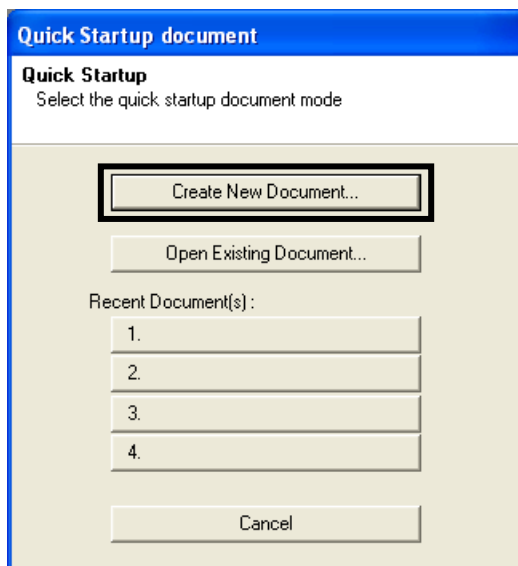 Quick Startup document
Quick Startup
Select the quick startup document mode
Create New Document...
Open Existing Document...
Recent Document(s) :
1.
2.
3.
4.
Cancel